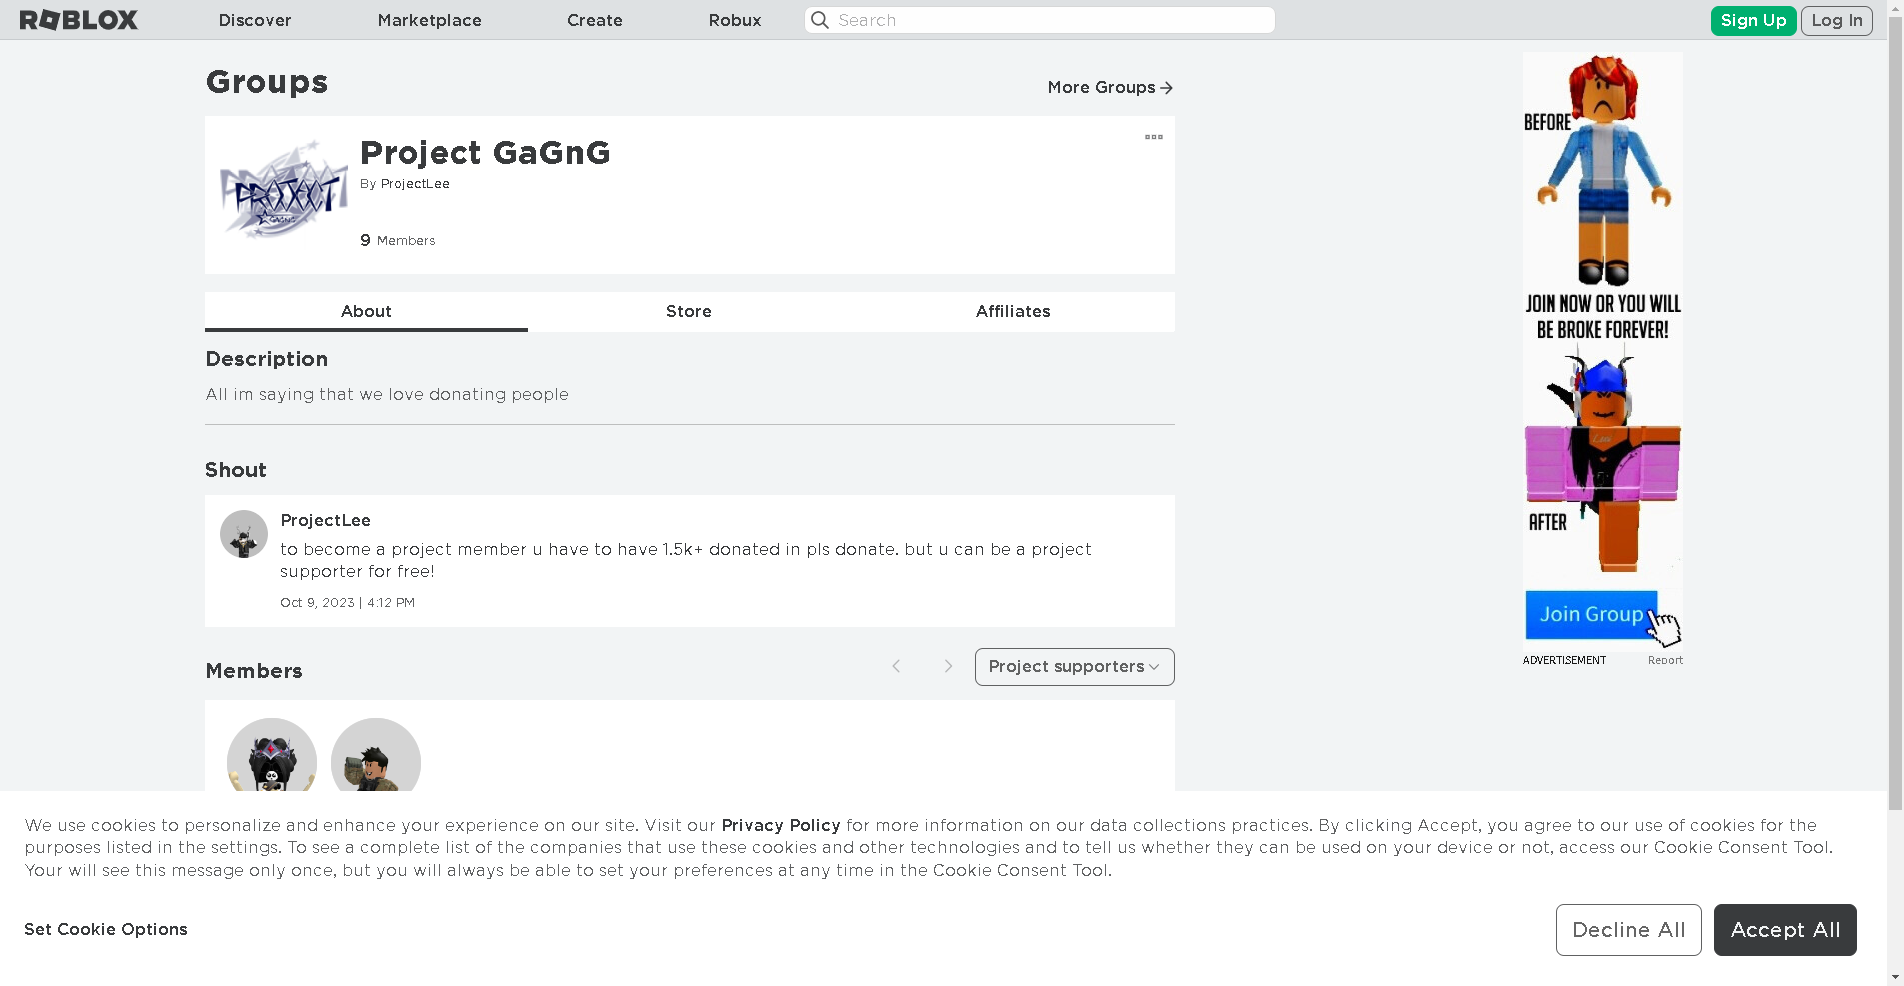 ROBLOX
Discover
Marketplace
Create
Robux
Search
Sign Up
Log In
Groups
More Groups
PROJECT
GAGNG
Project GaGnG
By ProjectLee
9 Members
About
Store
Affiliates
Description
All im saying that we love donating people
Shout
ProjectLee
to become a project member u have to have 1.5k+ donated in pls donate. but u can be a project
supporter for free!
Oct 9, 2023 | 4:12 PM
Members
Project supporters
BEFORE
JOIN NOW OR YOU WILL
BE BROKE FOREVER!
AFTER
Join Group
ADVERTISEMENT
Report
We use cookies to personalize and enhance your experience on our site. Visit our Privacy Policy for more information on our data collections practices. By clicking Accept, you agree to our use of cookies for the
purposes listed in the settings. To see a complete list of the companies that use these cookies and other technologies and to tell us whether they can be used on your device or not, access our Cookie Consent Tool.
Your will see this message only once, but you will always be able to set your preferences at any time in the Cookie Consent Tool.
Set Cookie Options
Decline All
Accept All